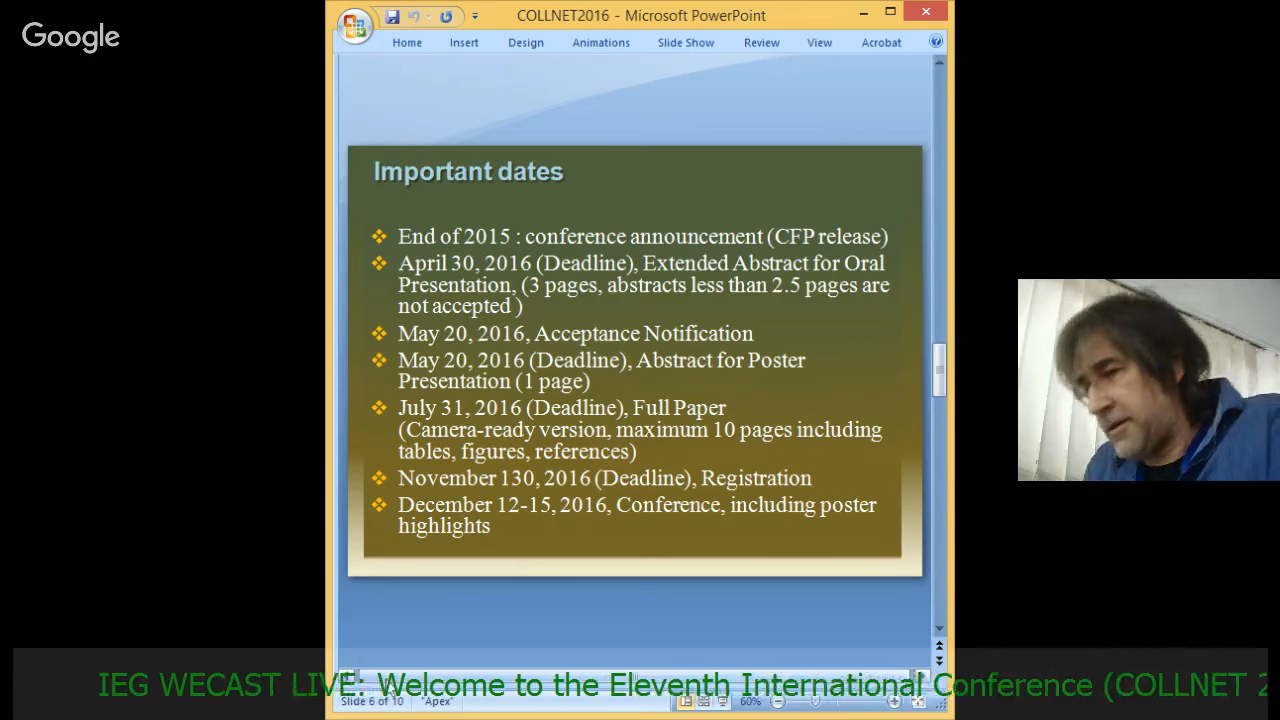 Google
COLLNET2016 - Microsoft PowerPoint
Home Insert Design Animations Slide Show Review View Acrobat
Important dates
End of 2015 : conference announcement (CFP release)
April 30, 2016 (Deadline), Extended Abstract for Oral
Presentation, (3 pages, abstracts less than 2.5 pages are
not accepted )
May 20, 2016, Acceptance Notification
May 20, 2016 (Deadline), Abstract for Poster
Presentation (1 page)
July 31, 2016 (Deadline), Full Paper
(Camera-ready version, maximum 10 pages including
tables, figures, references)
November 130, 2016 (Deadline), Registration
December 12-15, 2016, Conference, including poster
highlights
IEG WECAST LIVE: Welcome to the Eleventh International Conference (COLLNET 2
Slide 6 of 10 "Apex" 60%